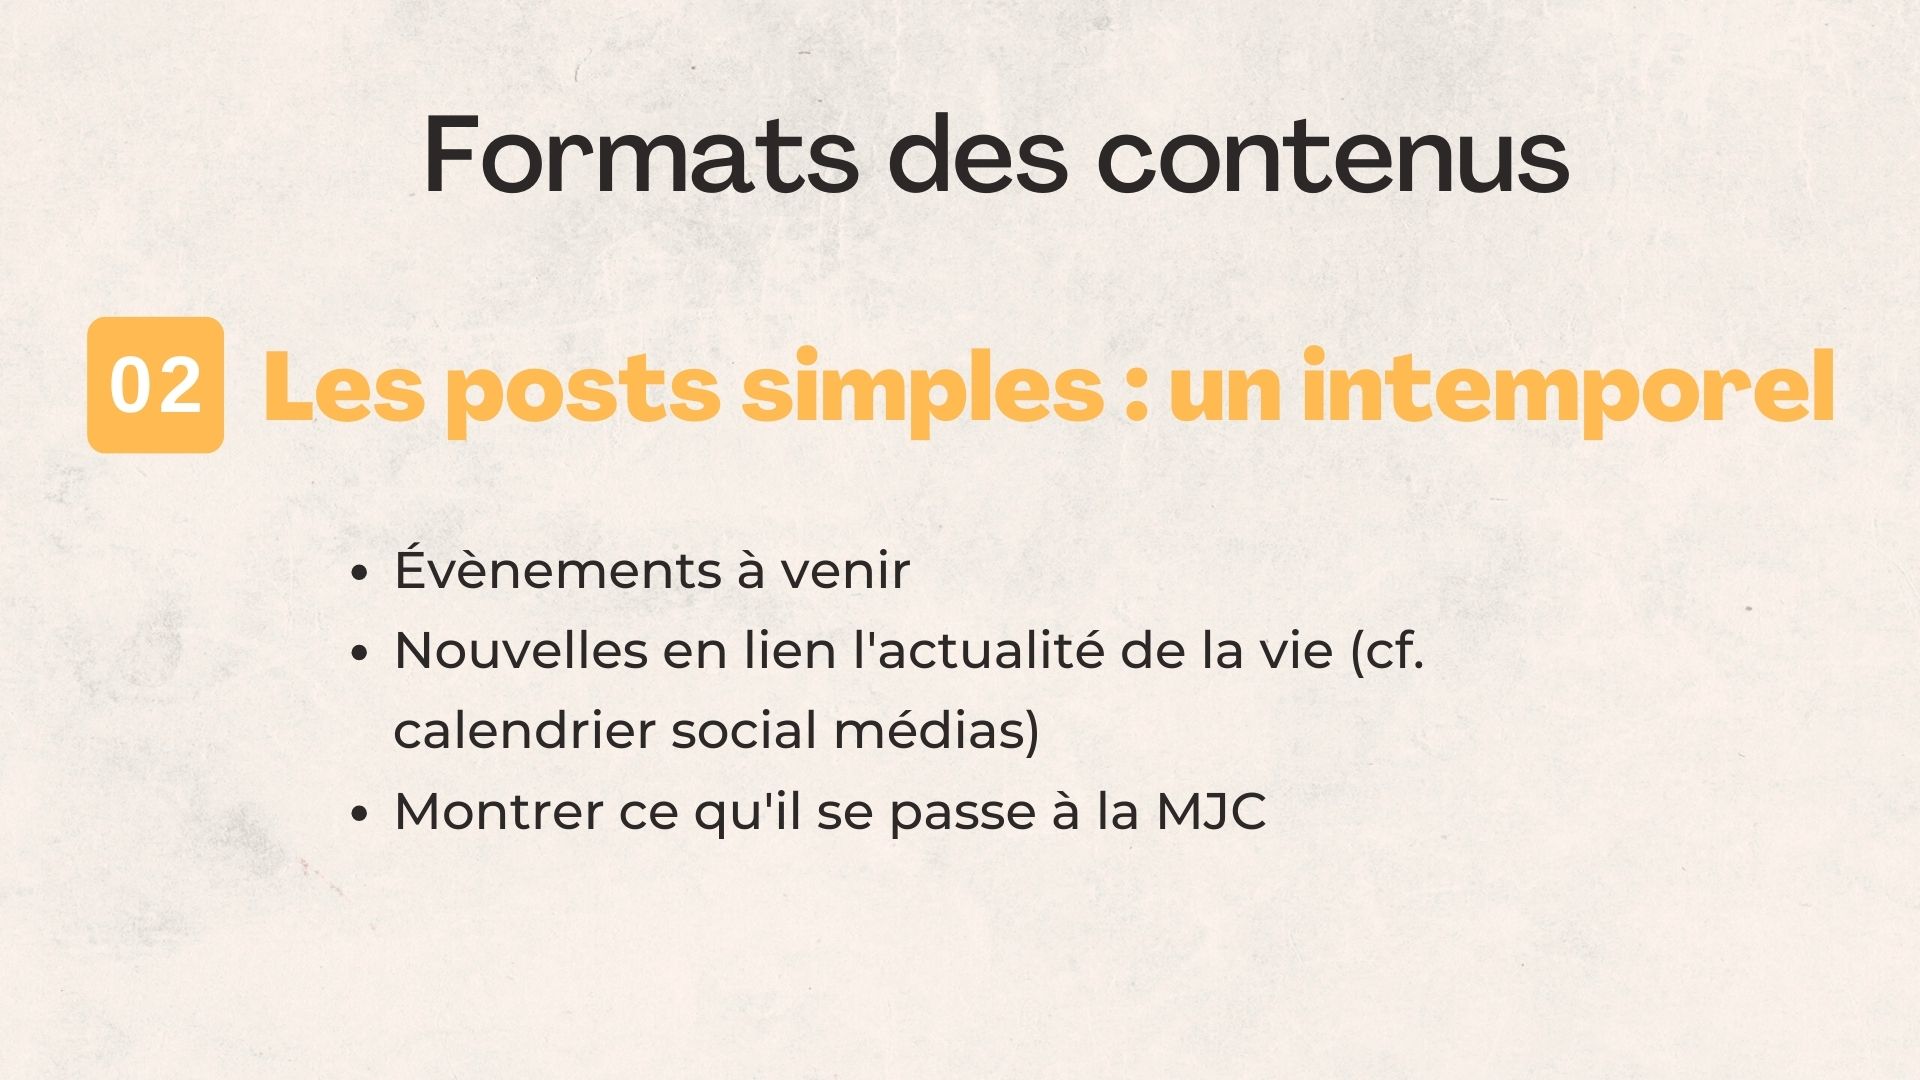 Formats des contenus
02 Les posts simples : un intemporel
• Évènements à venir
• Nouvelles en lien l'actualité de la vie (cf.
calendrier social médias)
• Montrer ce qu'il se passe à la MJC